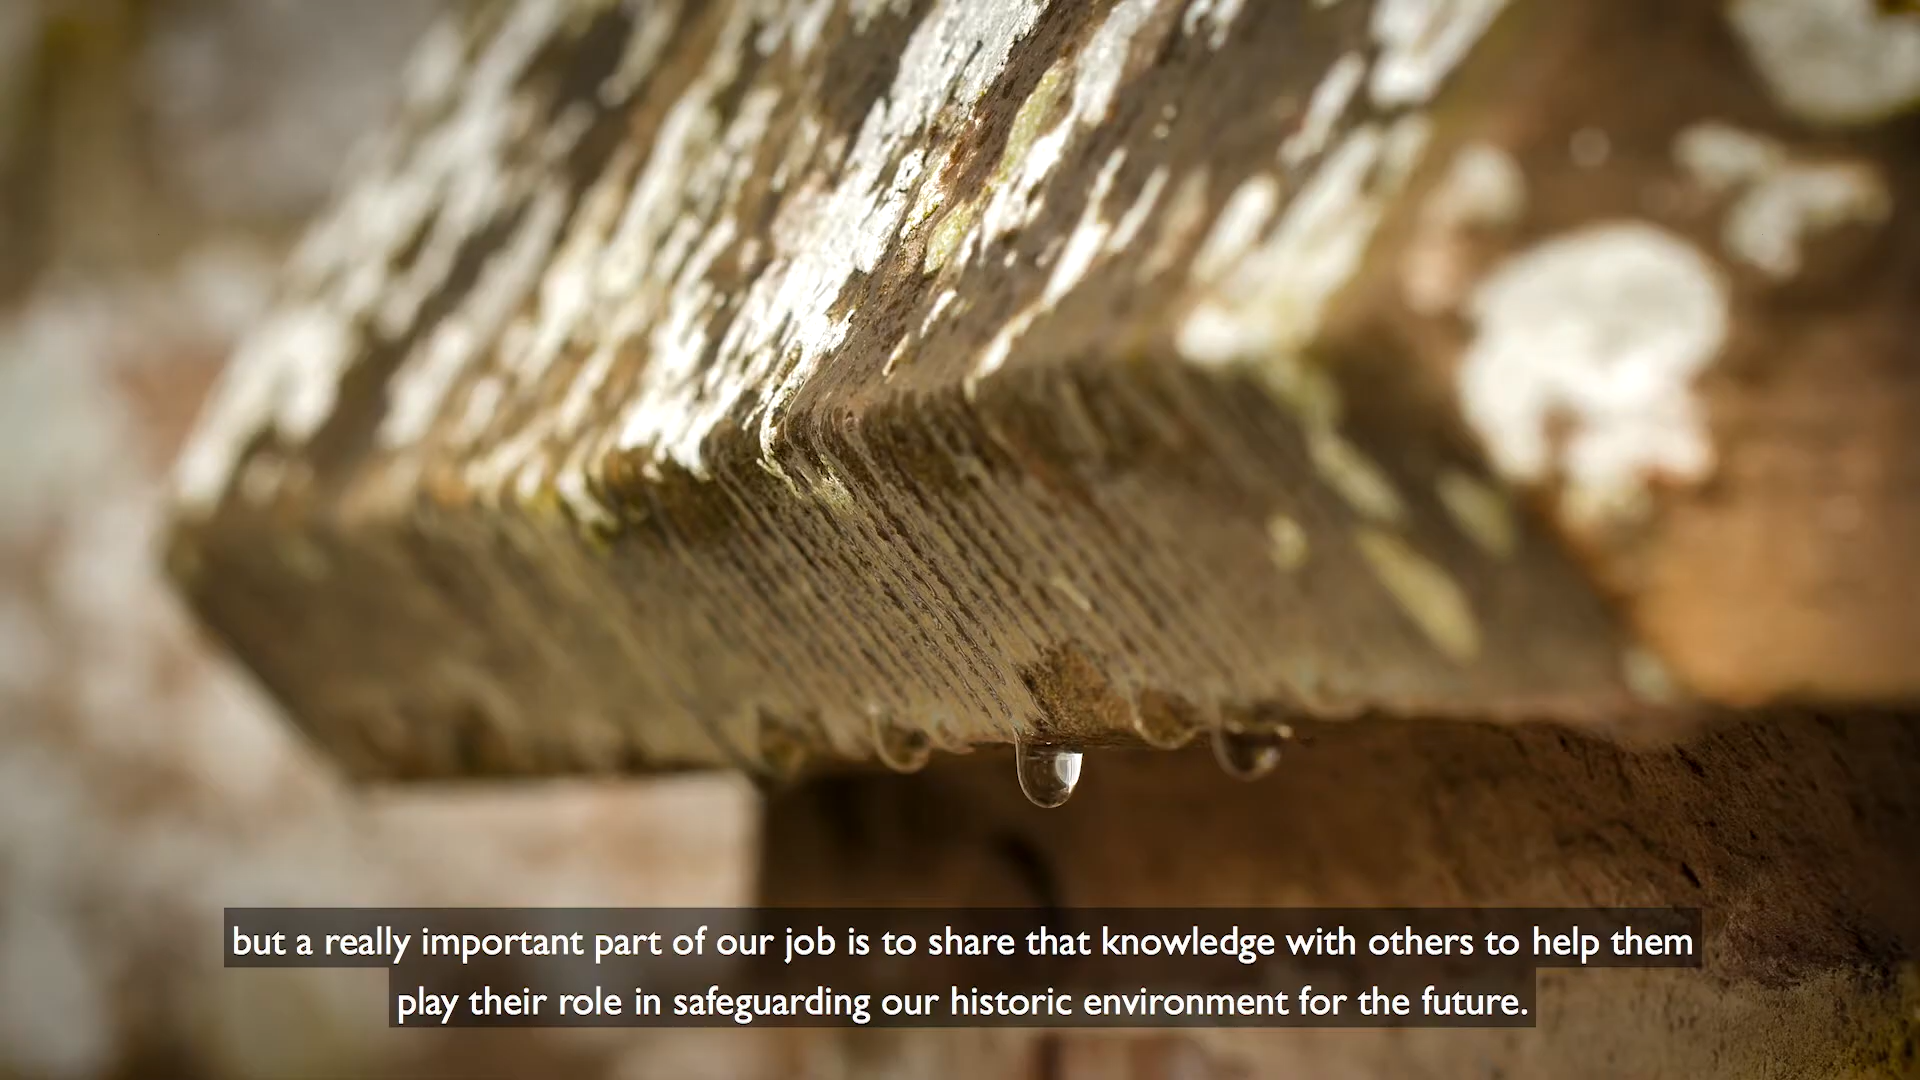 but a really important part of our job is to share that knowledge with others to help them
play their role in safeguarding our historic environment for the future.